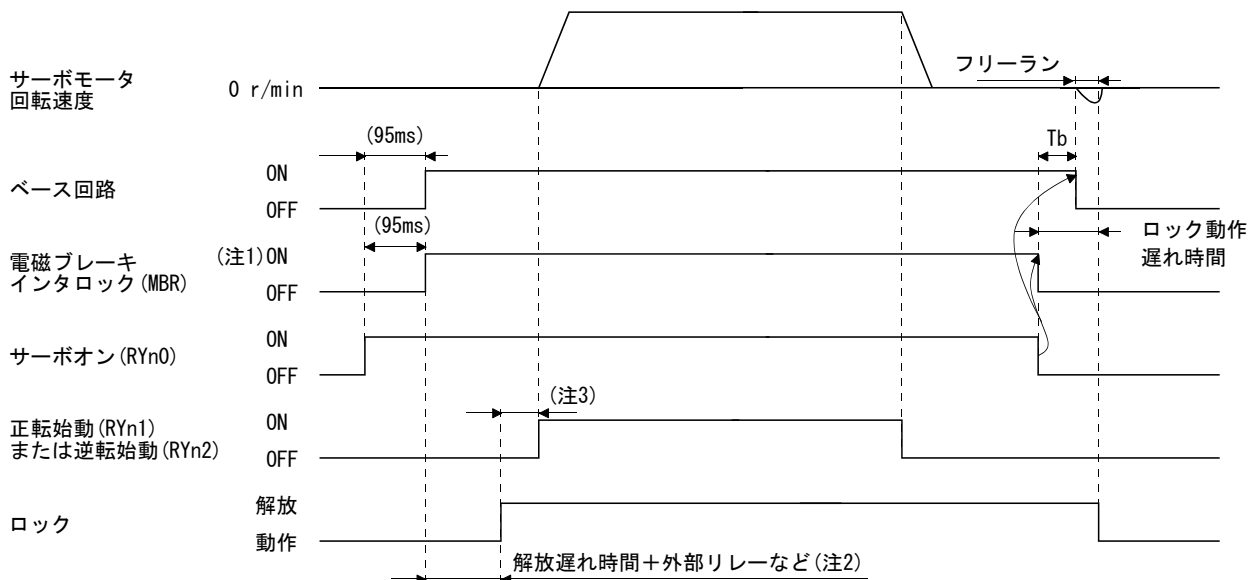 フリーラン
サーボモータ
回転速度
0 r/min
(95ms)
Tb
ベース回路
ON
OFF
(95ms)
ロック動作
遅れ時間
電磁ブレーキ
インタロック(MBR)
(注1)ON
OFF
サーボオン(RYn0)
ON
OFF
(注3)
正転始動(RYn1)
または逆転始動(RYn2)
ON
OFF
ロック
解放
動作
解放遅れ時間+外部リレーなど(注2)